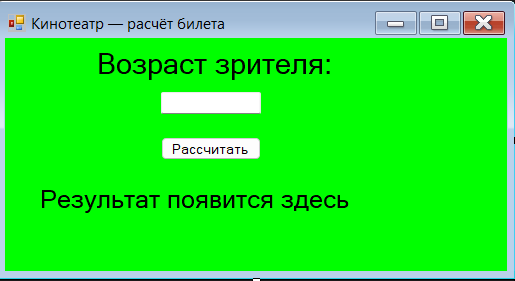 Кинотеатр — расчёт билета
Возраст зрителя:
Рассчитать
Результат появится здесь